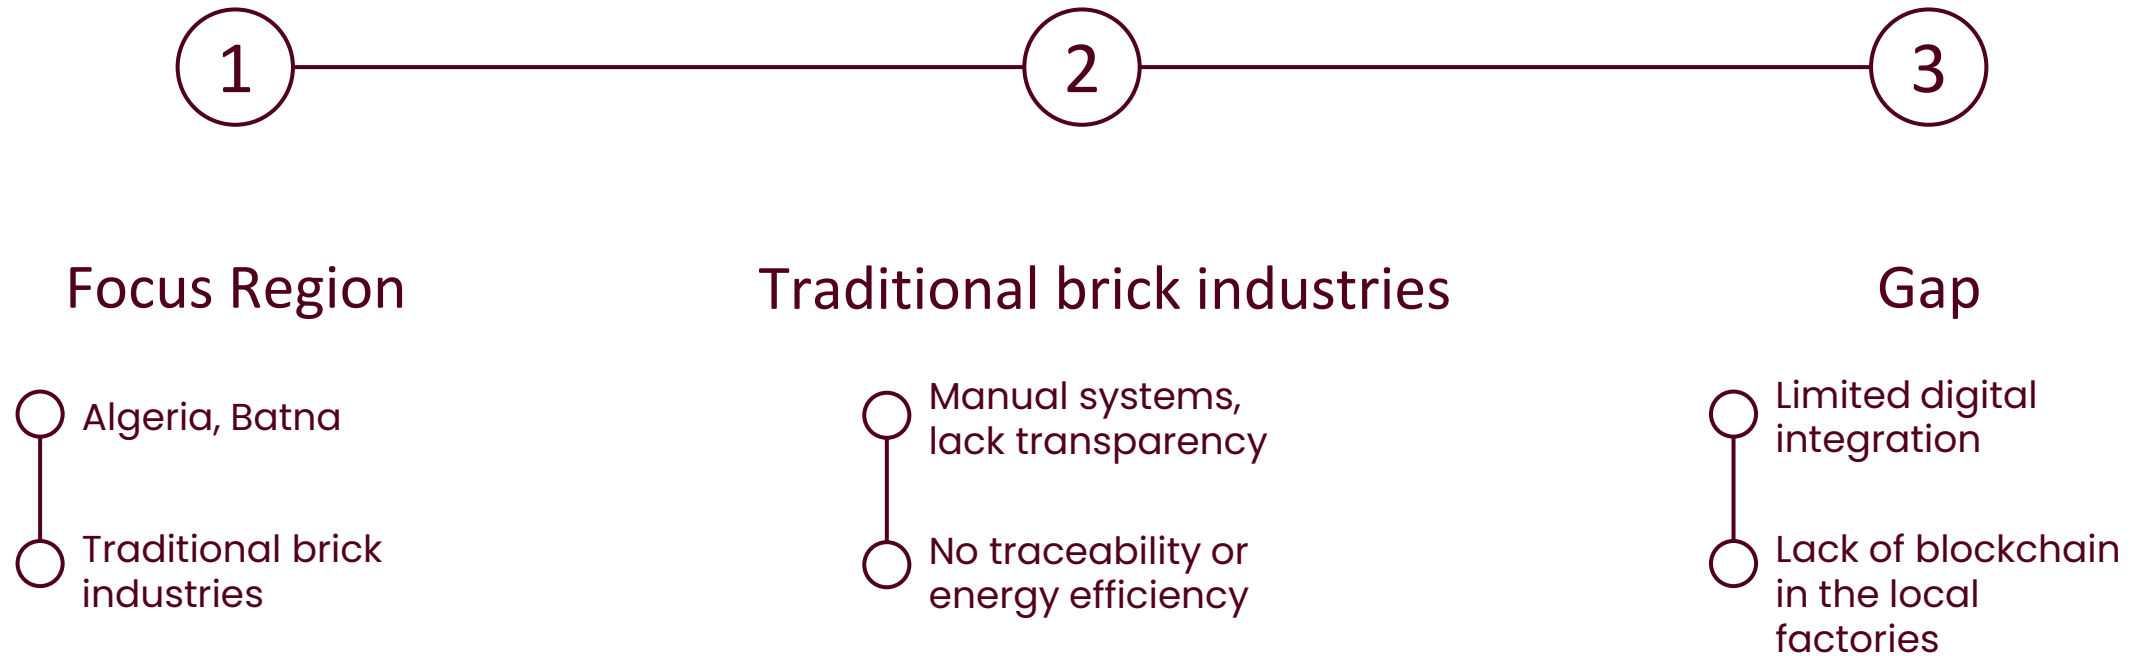 1
2
3
Focus Region
Algeria, Batna
Traditional brick
industries
Traditional brick industries
Manual systems,
lack transparency
No traceability or
energy efficiency
Gap
Limited digital
integration
Lack of blockchain
in the local
factories